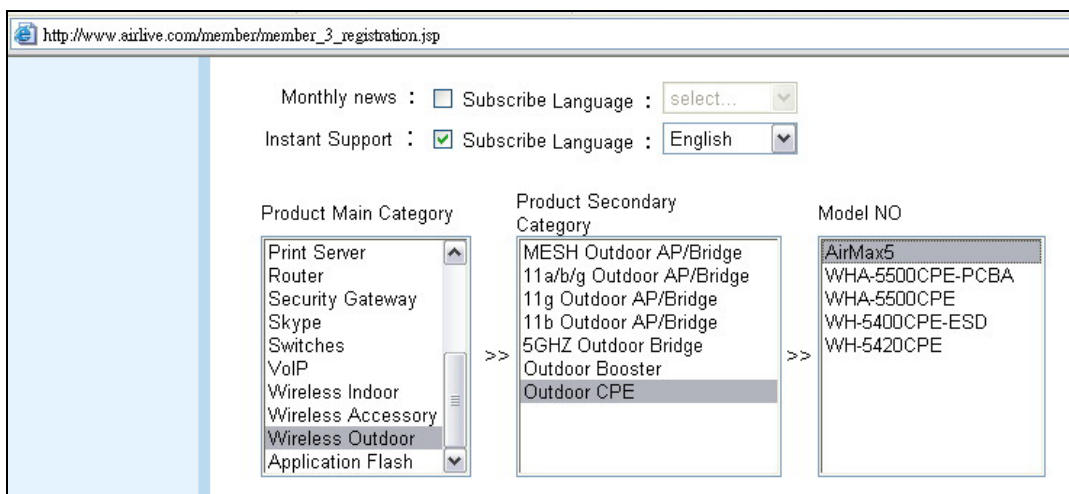 http://www.airlive.com/member/member_3_registration.jsp
Monthly news : Subscribe Language : select...
Instant Support : Subscribe Language : English
Product Main Category
Print Server
Router
Security Gateway
Skype
Switches
VoIP
Wireless Indoor
Wireless Accessory
Wireless Outdoor
Application Flash
>>
Product Secondary
Category
MESH Outdoor AP/Bridge
11a/b/g Outdoor AP/Bridge
11g Outdoor AP/Bridge
11b Outdoor AP/Bridge
5GHZ Outdoor Bridge
Outdoor Booster
Outdoor CPE
>>
Model NO
AirMax5
WHA-5500CPE-PCBA
WHA-5500CPE
WH-5400CPE-ESD
WH-5420CPE